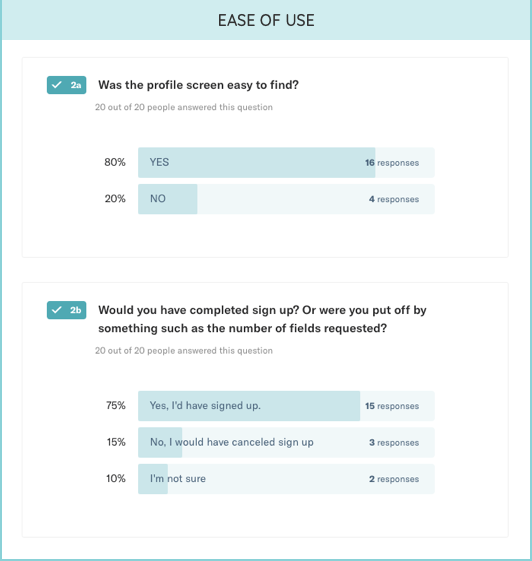 EASE OF USE
2a Was the profile screen easy to find?
20 out of 20 people answered this question
80% YES 16 responses
20% NO 4 responses
2b Would you have completed sign up? Or were you put off by
something such as the number of fields requested?
20 out of 20 people answered this question
75% Yes, I'd have signed up. 15 responses
15% No, I would have canceled sign up 3 responses
10% I'm not sure 2 responses